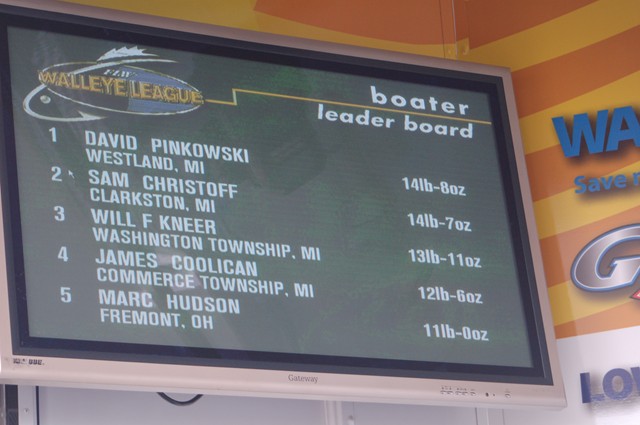 FLW
WALLEYE LEAGUE
boater
leader board
1 DAVID PINKOWSKI
WESTLAND, MI 14lb-8oz
2 SAM CHRISTOFF
CLARKSTON, MI 14lb-7oz
3 WILL F KNEER
WASHINGTON TOWNSHIP, MI 13lb-11oz
4 JAMES COOLICAN
COMMERCE TOWNSHIP, MI 12lb-6oz
5 MARC HUDSON
FREMONT, OH 11lb-0oz
Gateway
WA
Save
G
LOW